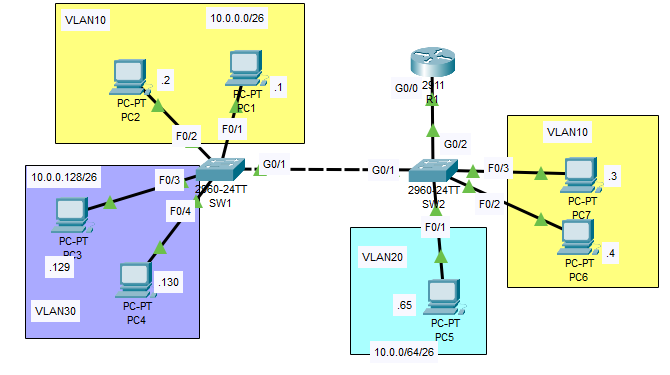 VLAN10
10.0.0.0/26
.2
PC-PT
PC2
.1
PC-PT
PC1
F0/2
F0/1
10.0.0.128/26
F0/3
F0/4
2960-24TT
SW1
G0/1
PC-PT
PC3
.129
.130
PC-PT
PC4
VLAN30
G0/0
2911
R1
G0/2
G0/1
2960-24TT
SW2
F0/3
F0/2
F0/1
VLAN10
.3
PC-PT
PC7
.4
PC-PT
PC6
VLAN20
.65
PC-PT
PC5
10.0.0/64/26